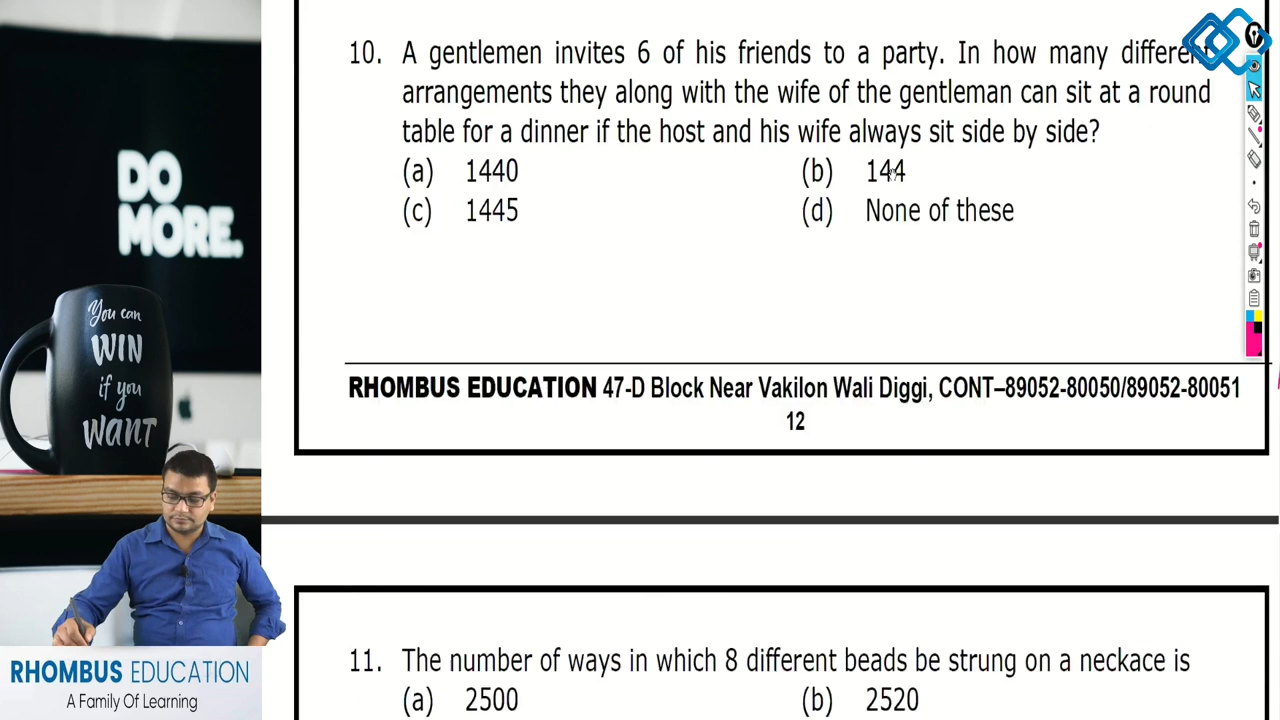 10. A gentlemen invites 6 of his friends to a party. In how many different
arrangements they along with the wife of the gentleman can sit at a round
table for a dinner if the host and his wife always sit side by side?
(a) 1440 (b) 144
(c) 1445 (d) None of these
RHOMBUS EDUCATION 47-D Block Near Vakilon Wali Diggi, CONT–89052-80050/89052-80051
12
11. The number of ways in which 8 different beads be strung on a neckace is
(a) 2500 (b) 2520
DO
MORE.
You can
WIN
if you
WANT
RHOMBUS EDUCATION
A Family Of Learning